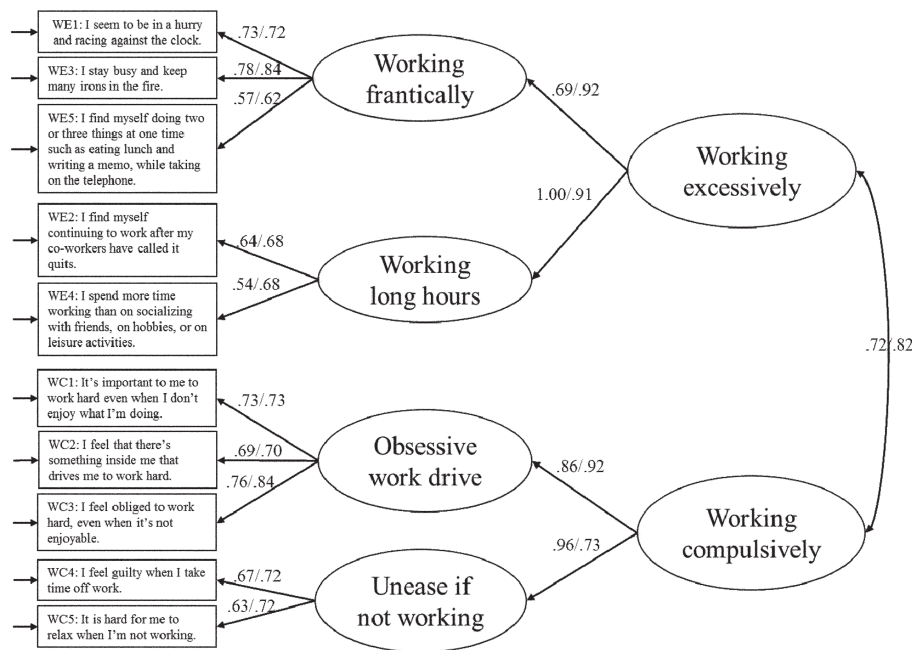 WE1: I seem to be in a hurry
and racing against the clock.
.73/.72
WE3: I stay busy and keep
many irons in the fire.
.78/.84
WE5: I find myself doing two
or three things at one time
such as eating lunch and
writing a memo, while taking
on the telephone.
.57/.62
Working
frantically
.69/.92
Working
excessively
1.00/.91
WE2: I find myself
continuing to work after my
co-workers have called it
quits.
.64/.68
WE4: I spend more time
working than on socializing
with friends, on hobbies, or on
leisure activities.
.54/.68
Working
long hours
.72/.82
WC1: It's important to me to
work hard even when I don't
enjoy what I'm doing.
.73/.73
WC2: I feel that there's
something inside me that
drives me to work hard.
.69/.70
WC3: I feel obliged to work
hard, even when it's not
enjoyable.
.76/.84
Obsessive
work drive
.86/.92
Working
compulsively
.96/.73
WC4: I feel guilty when I take
time off work.
.67/.72
WC5: It is hard for me to
relax when I'm not working.
.63/.72
Unease if
not working